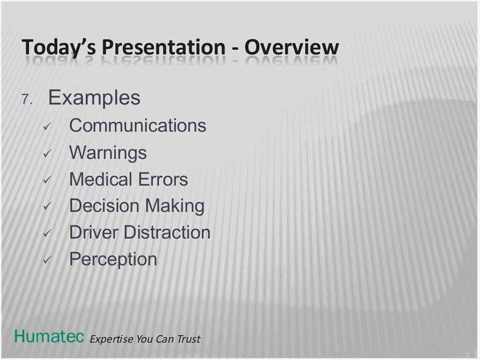 Today's Presentation - Overview
7. Examples
✓ Communications
✓ Warnings
✓ Medical Errors
✓ Decision Making
✓ Driver Distraction
✓ Perception
Humatec Expertise You Can Trust